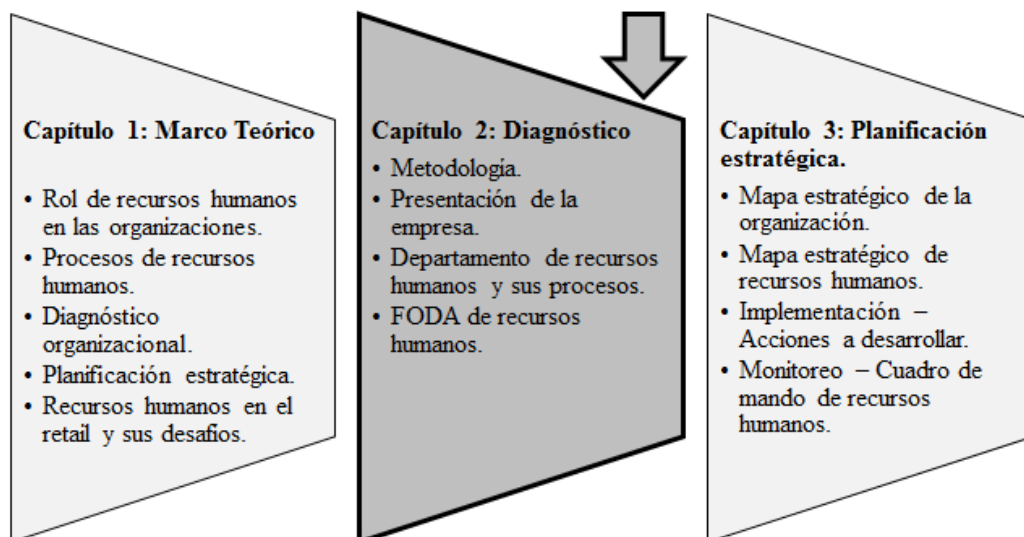 Capítulo 1: Marco Teórico
• Rol de recursos humanos
en las organizaciones.
• Procesos de recursos
humanos.
• Diagnóstico
organizacional.
• Planificación estratégica.
• Recursos humanos en el
retail y sus desafíos.
Capítulo 2: Diagnóstico
• Metodología.
• Presentación de la
empresa.
• Departamento de recursos
humanos y sus procesos.
• FODA de recursos
humanos.
Capítulo 3: Planificación
estratégica.
• Mapa estratégico de la
organización.
• Mapa estratégico de
recursos humanos.
• Implementación –
Acciones a desarrollar.
• Monitoreo – Cuadro de
mando de recursos
humanos.